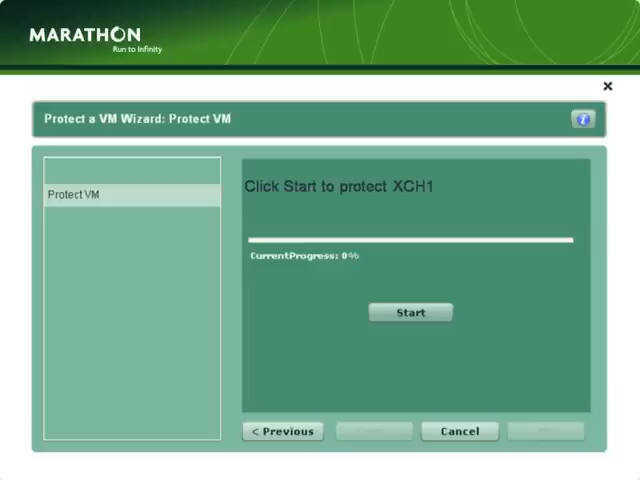 MARATHON
Run to Infinity
Protect a VM Wizard: Protect VM
Protect VM
Click Start to protect XCH1
CurrentProgress: 0%
Start
< Previous
Cancel